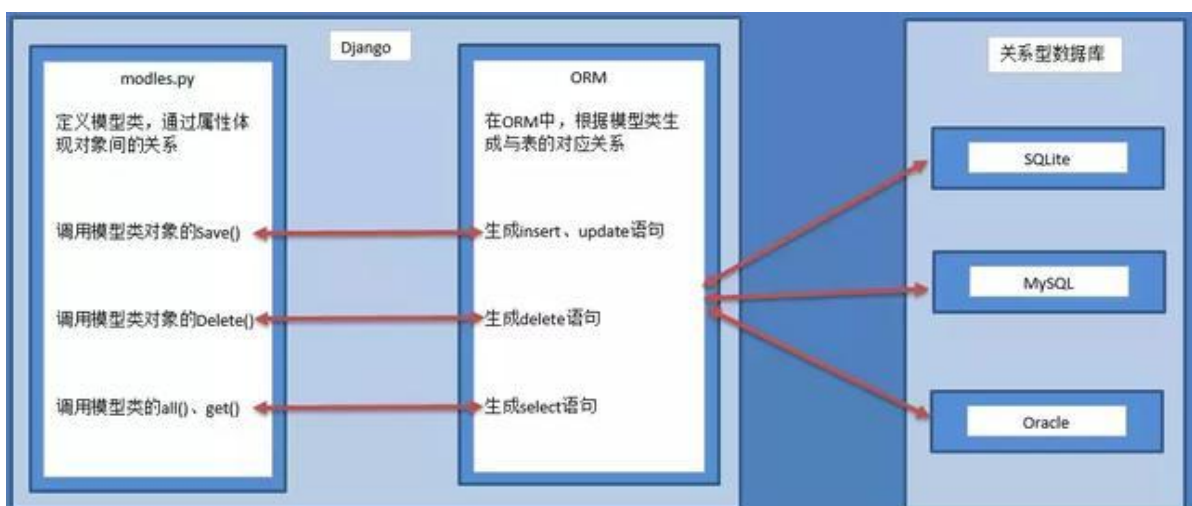 Django
modles.py
定义模型类，通过属性体
现对象间的关系
调用模型类对象的Save()
调用模型类对象的Delete()
调用模型类的all()、get()
ORM
在ORM中，根据模型类生
成与表的对应关系
生成insert、update语句
生成delete语句
生成select语句
关系型数据库
SQLite
MySQL
Oracle